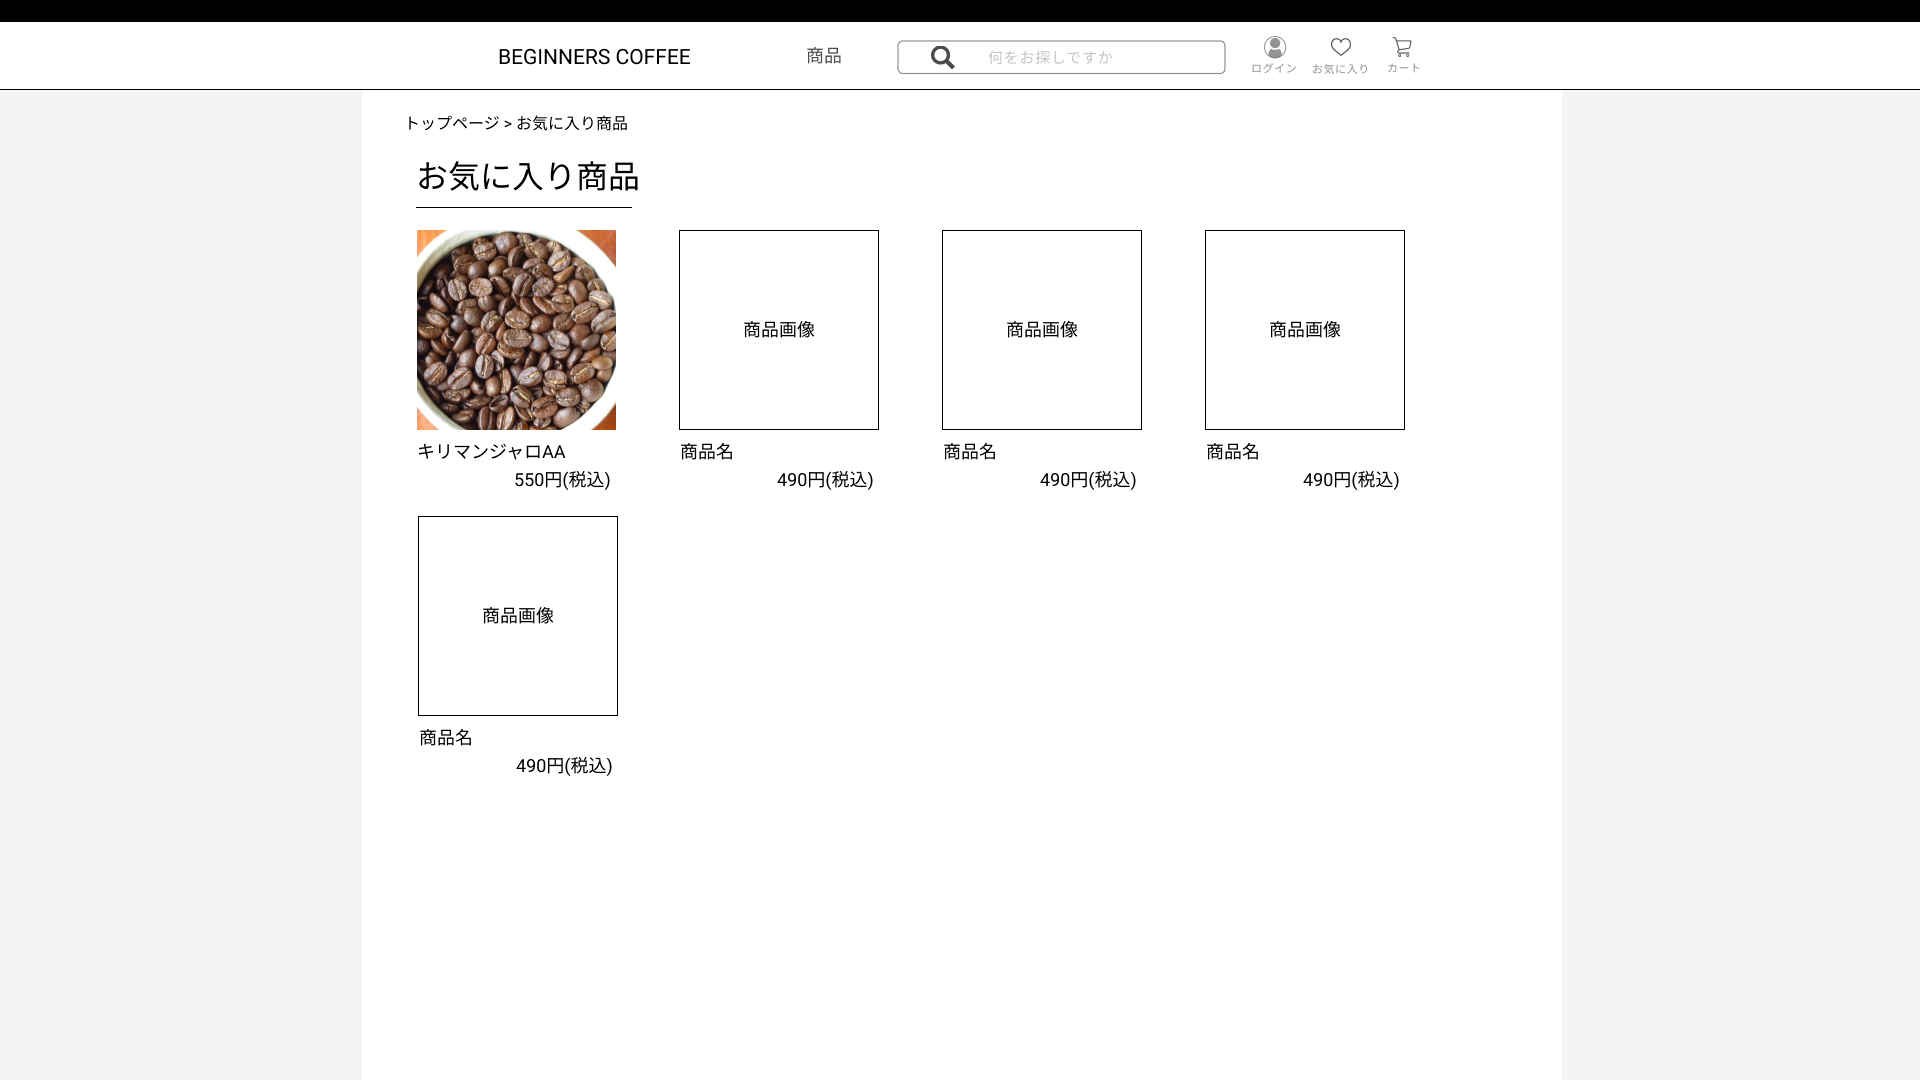 BEGINNERS COFFEE 商品 何をお探しですか ログイン お気に入り カート
トップページ > お気に入り商品
お気に入り商品
商品画像 商品画像 商品画像
キリマンジャロAA 商品名 商品名 商品名
550円(税込) 490円(税込) 490円(税込) 490円(税込)
商品画像
商品名
490円(税込)